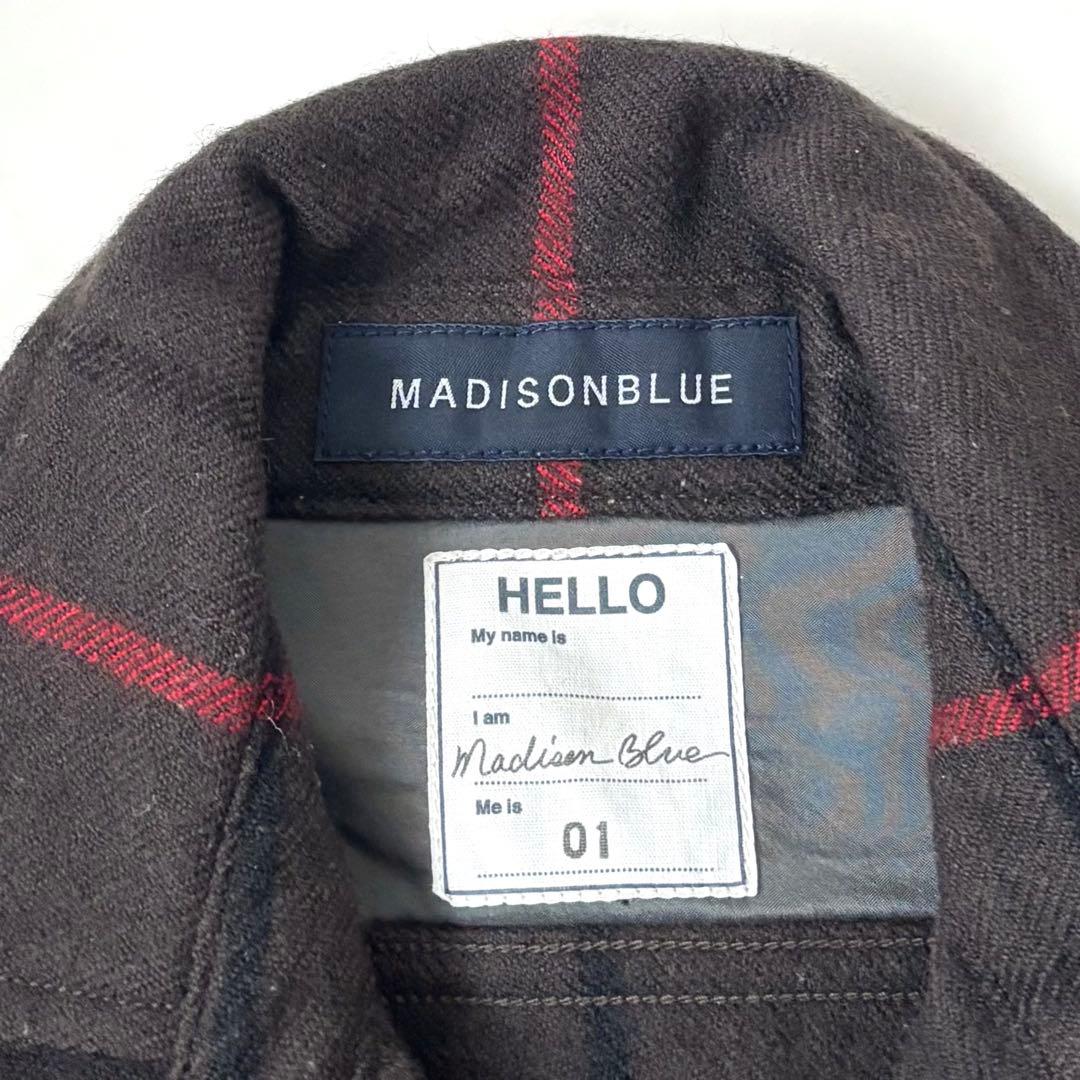 MADISONBLUE
HELLO
My name is
I am
Madison Blue
Me is
01